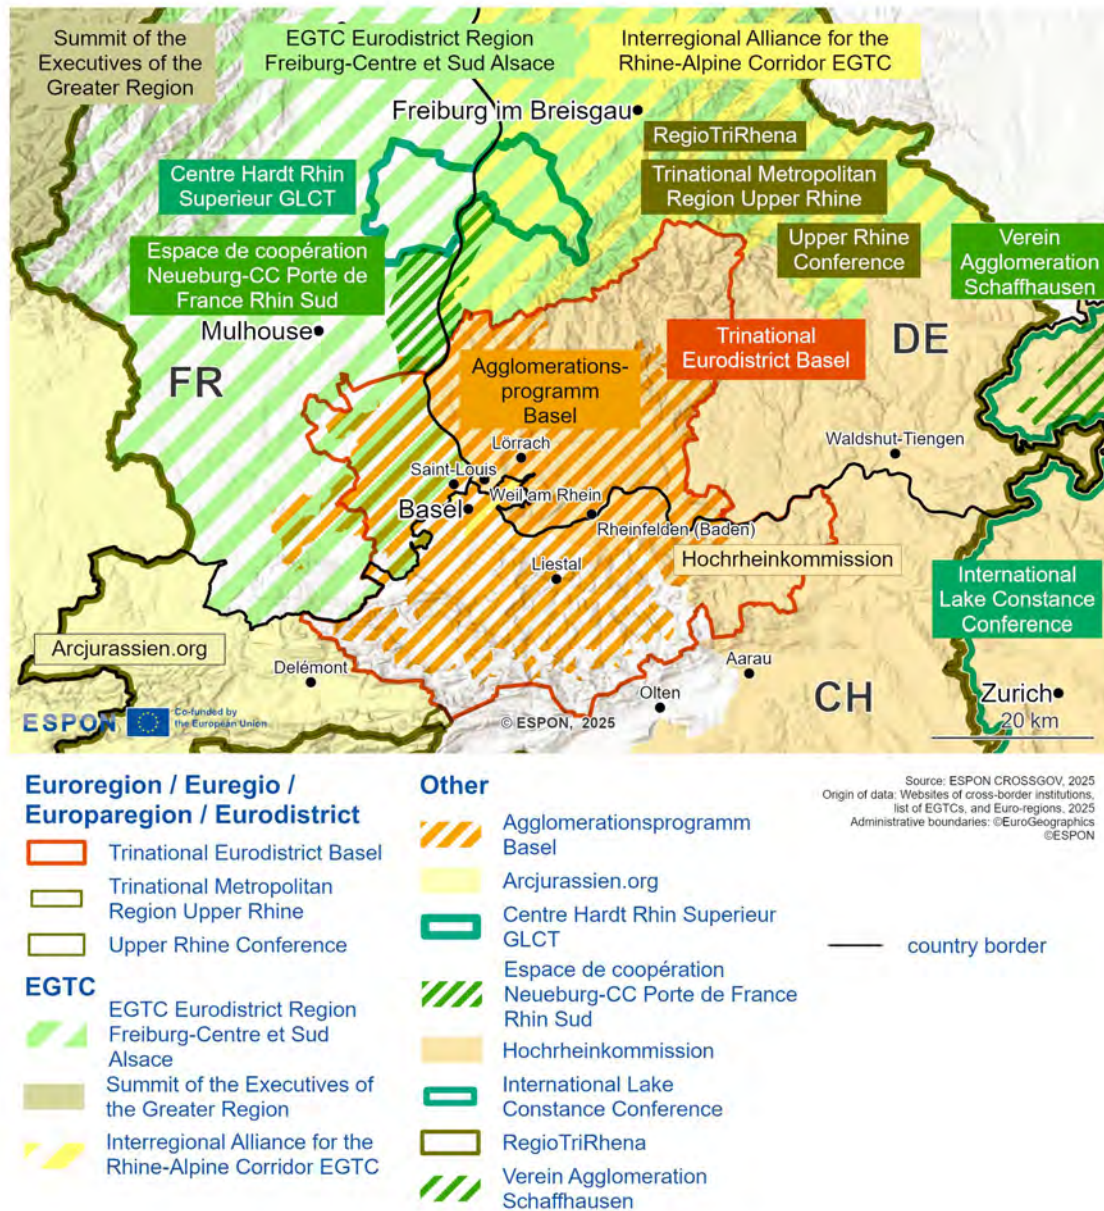 Summit of the
Executives of the
Greater Region
EGTC Eurodistrict Region
Freiburg-Centre et Sud Alsace
Interregional Alliance for the
Rhine-Alpine Corridor EGTC
Freiburg im Breisgau
RegioTriRhena
Centre Hardt Rhin
Superieur GLCT
Trinational Metropolitan
Region Upper Rhine
Upper Rhine
Conference
Verein
Agglomeration
Schaffhausen
Espace de coopération
Neueburg-CC Porte de
France Rhin Sud
Mulhouse
Trinational
Eurodistrict Basel
DE
FR
Agglomerations-
programm
Basel
Lörrach
Waldshut-Tiengen
Saint-Louis
Weil am Rhein
Basel
Rheinfelden (Baden)
Liestal
Hochrheinkommission
International
Lake Constance
Conference
Arcjurassien.org
Delémont
Aarau
Olten
CH
Zurich
20 km
ESPON
Co-funded by
the European Union
© ESPON, 2025
Euroregion / Euregio /
Europaregion / Eurodistrict
Trinational Eurodistrict Basel
Trinational Metropolitan
Region Upper Rhine
Upper Rhine Conference
EGTC
EGTC Eurodistrict Region
Freiburg-Centre et Sud
Alsace
Summit of the Executives of
the Greater Region
Interregional Alliance for the
Rhine-Alpine Corridor EGTC
Other
Agglomerationsprogramm
Basel
Arcjurassien.org
Centre Hardt Rhin Superieur
GLCT
Espace de coopération
Neueburg-CC Porte de France
Rhin Sud
Hochrheinkommission
International Lake
Constance Conference
RegioTriRhena
Verein Agglomeration
Schaffhausen
Source: ESPON CROSSGOV, 2025
Origin of data: Websites of cross-border institutions,
list of EGTCs, and Euro-regions, 2025
Administrative boundaries: ©EuroGeographics
©ESPON
country border